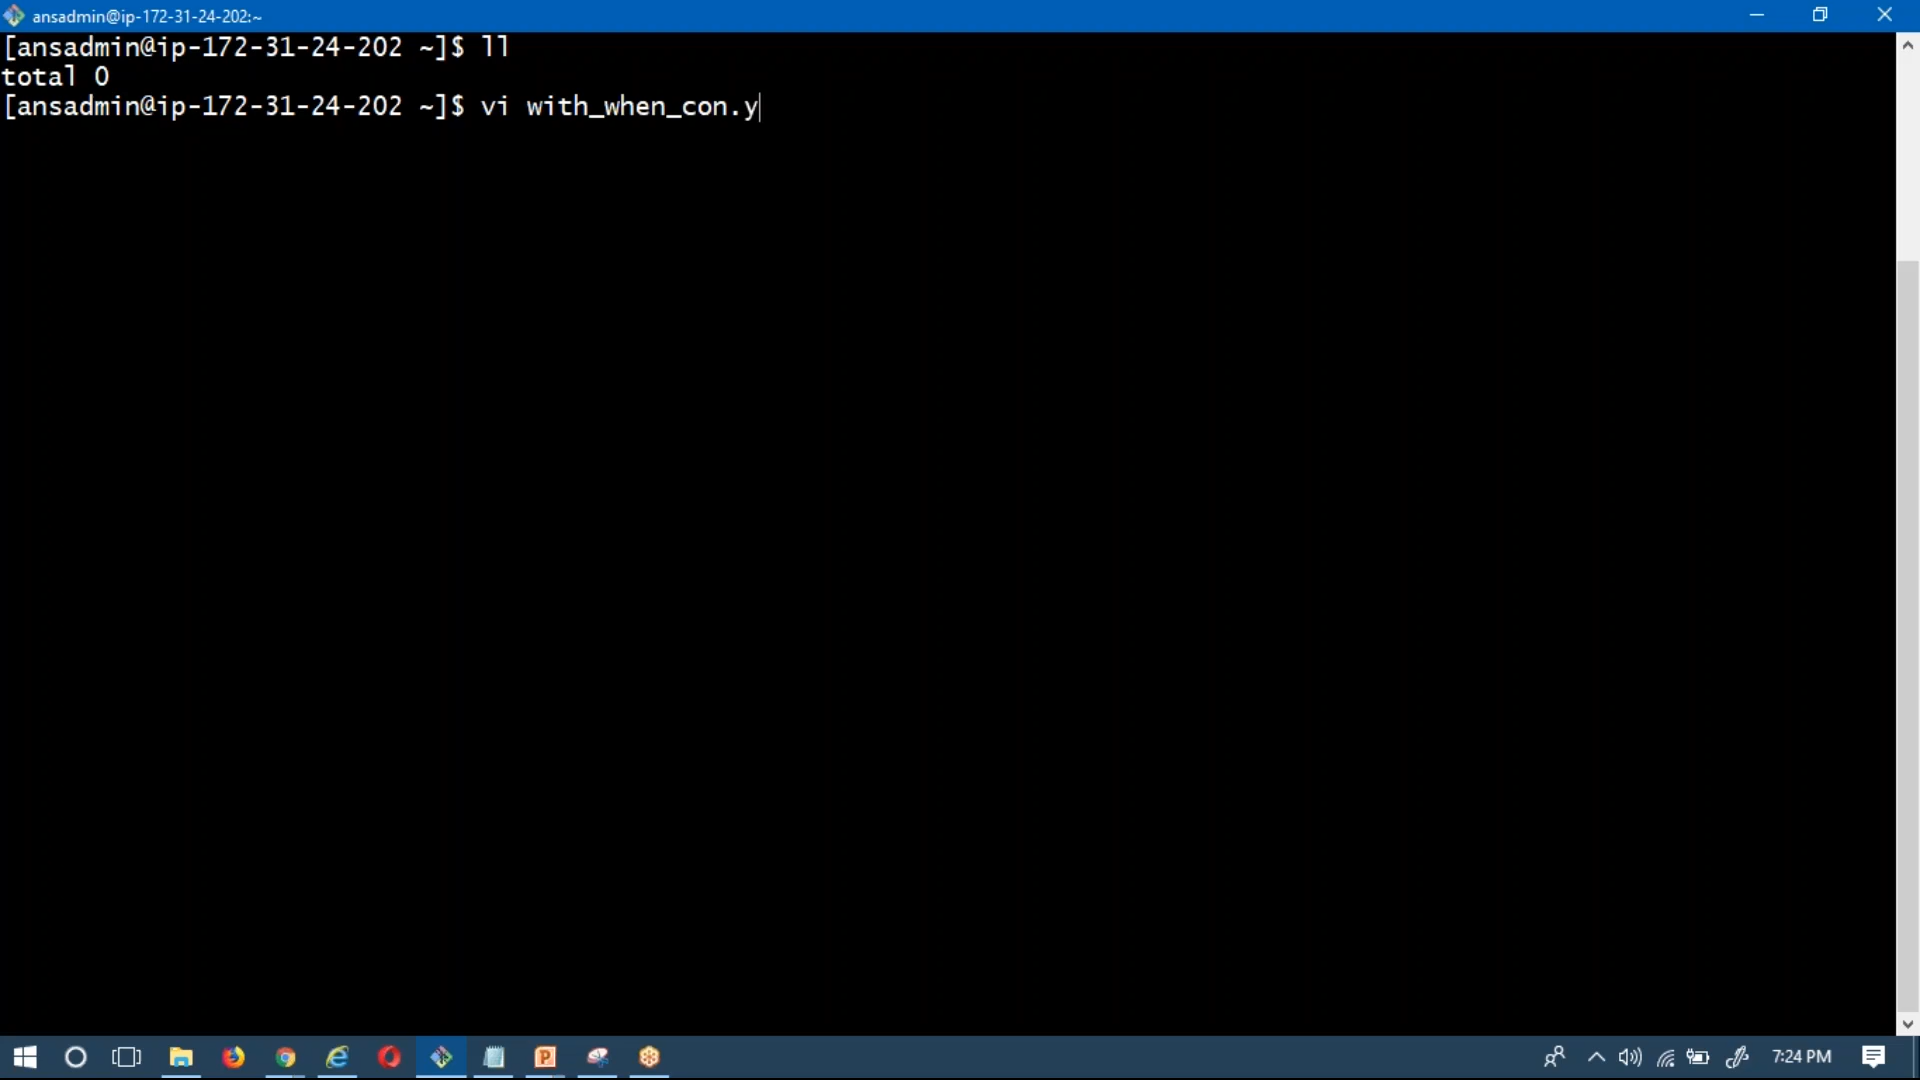 ansadmin@ip-172-31-24-202:~
[ansadmin@ip-172-31-24-202 ~]$ ll
total 0
[ansadmin@ip-172-31-24-202 ~]$ vi with_when_con.y
7:24 PM